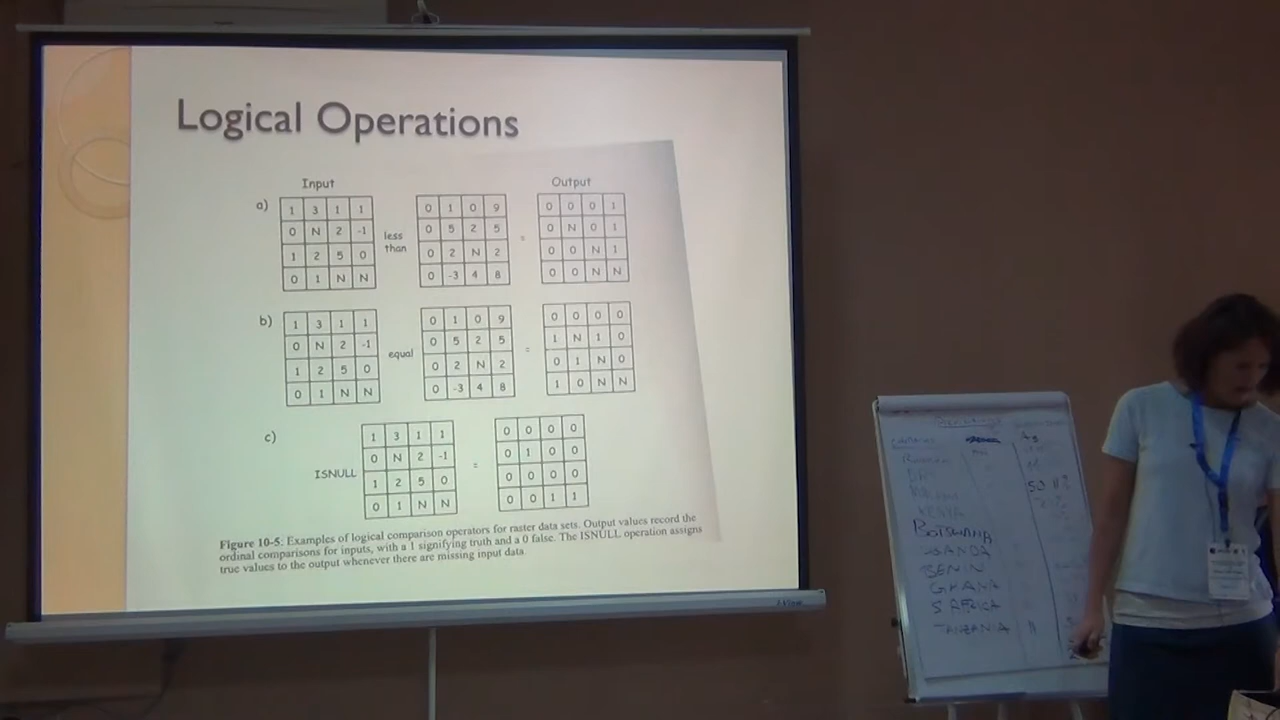 Logical Operations
Input
Output
a)
1 3 1 1
0 N 2 -1
1 2 5 0
0 1 N N
less
than
0 1 0 9
0 5 2 5
0 2 N 2
0 -3 4 8
=
0 0 0 1
0 N 0 1
0 0 N 1
0 0 N N
b)
1 3 1 1
0 N 2 -1
1 2 5 0
0 1 N N
equal
0 1 0 9
0 5 2 5
0 2 N 2
0 -3 4 8
=
0 0 0 0
1 N 1 0
0 1 N 0
1 0 N N
c)
ISNULL
1 3 1 1
0 N 2 -1
1 2 5 0
0 1 N N
=
0 0 0 0
0 1 0 0
0 0 0 0
0 0 1 1
Figure 10-5: Examples of logical comparison operators for raster data sets. Output values record the
ordinal comparisons for inputs, with a 1 signifying truth and a 0 false. The ISNULL operation assigns
true values to the output whenever there are missing input data
KENYA
BOTSWANA
BENIN
GHANA
S AFRICA
TANZANIA